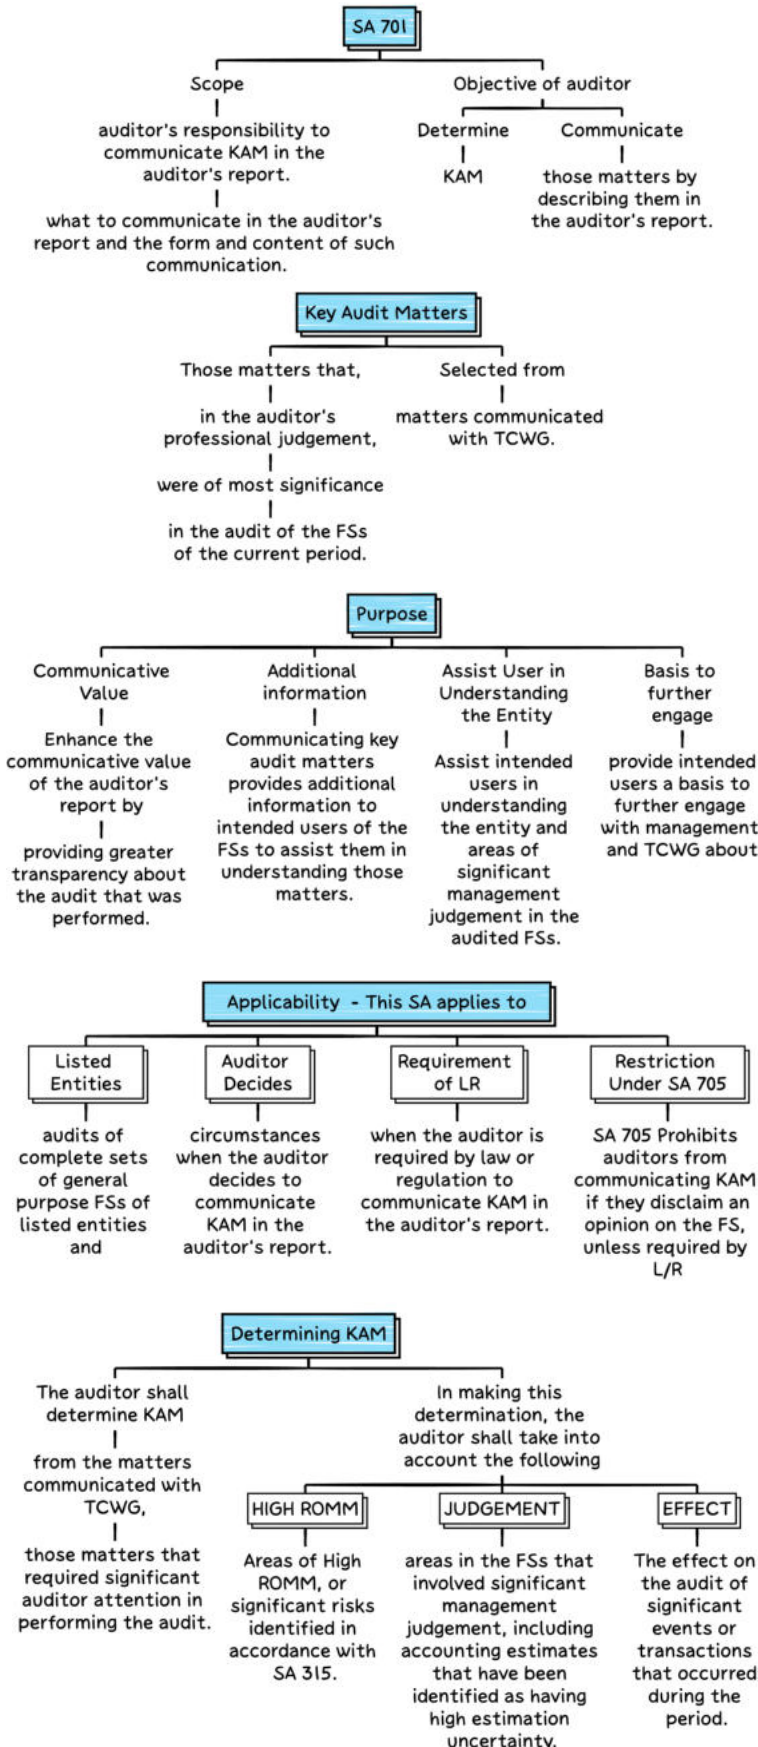 SA 701
Scope
auditor's responsibility to
communicate KAM in the
auditor's report.
what to communicate in the auditor's
report and the form and content of such
communication.
Objective of auditor
Determine
KAM
Communicate
those matters by
describing them in
the auditor's report.
Key Audit Matters
Those matters that,
in the auditor's
professional judgement,
were of most significance
in the audit of the FSs
of the current period.
Selected from
matters communicated
with TCWG.
Purpose
Communicative
Value
Enhance the
communicative value
of the auditor's
report by
providing greater
transparency about
the audit that was
performed.
Additional
information
Communicating key
audit matters
provides additional
information to
intended users of the
FSs to assist them in
understanding those
matters.
Assist User in
Understanding
the Entity
Assist intended
users in
understanding
the entity and
areas of
significant
management
judgement in the
audited FSs.
Basis to
further
engage
provide intended
users a basis to
further engage
with management
and TCWG about
Applicability - This SA applies to
Listed
Entities
audits of
complete sets
of general
purpose FSs of
listed entities
and
Auditor
Decides
circumstances
when the auditor
decides to
communicate
KAM in the
auditor's report.
Requirement
of LR
when the auditor is
required by law or
regulation to
communicate KAM in
the auditor's report.
Restriction
Under SA 705
SA 705 Prohibits
auditors from
communicating KAM
if they disclaim an
opinion on the FS,
unless required by
L/R
Determining KAM
The auditor shall
determine KAM
from the matters
communicated with
TCWG,
those matters that
required significant
auditor attention in
performing the audit.
In making this
determination, the
auditor shall take into
account the following
HIGH ROMM
Areas of High
ROMM, or
significant risks
identified in
accordance with
SA 315.
JUDGEMENT
areas in the FSs that
involved significant
management
judgement, including
accounting estimates
that have been
identified as having
high estimation
uncertainty.
EFFECT
The effect on
the audit of
significant
events or
transactions
that occurred
during the
period.